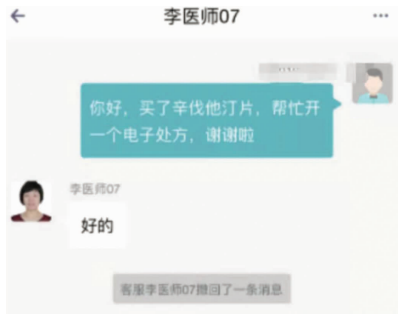 李医师07
你好，买了辛伐他汀片，帮忙开
一个电子处方，谢谢啦
李医师07
好的
客服李医师07撤回了一条消息